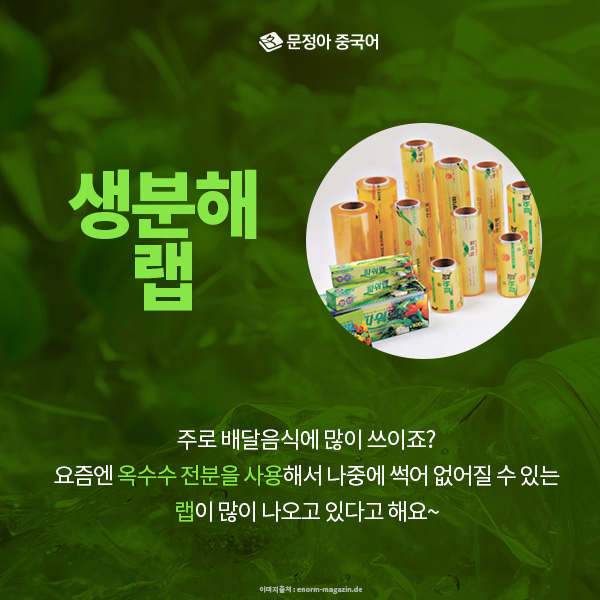 문정아 중국어
생분해
랩
파워랩
주로 배달음식에 많이 쓰이죠?
요즘엔 옥수수 전분을 사용해서 나중에 썩어 없어질 수 있는
랩이 많이 나오고 있다고 해요~
이미지출처 : enorm-magazin.de